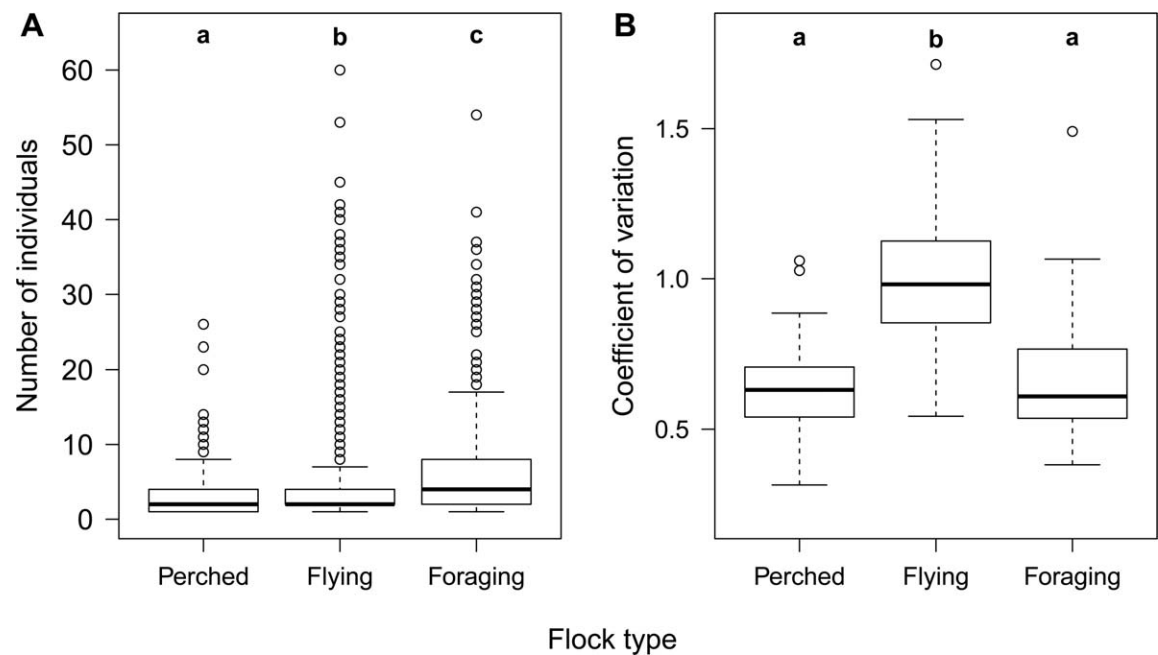 A
a b c
Number of individuals
60
50
40
30
20
10
0
Perched Flying Foraging
B
a b a
Coefficient of variation
1.5
1.0
0.5
Perched Flying Foraging
Flock type